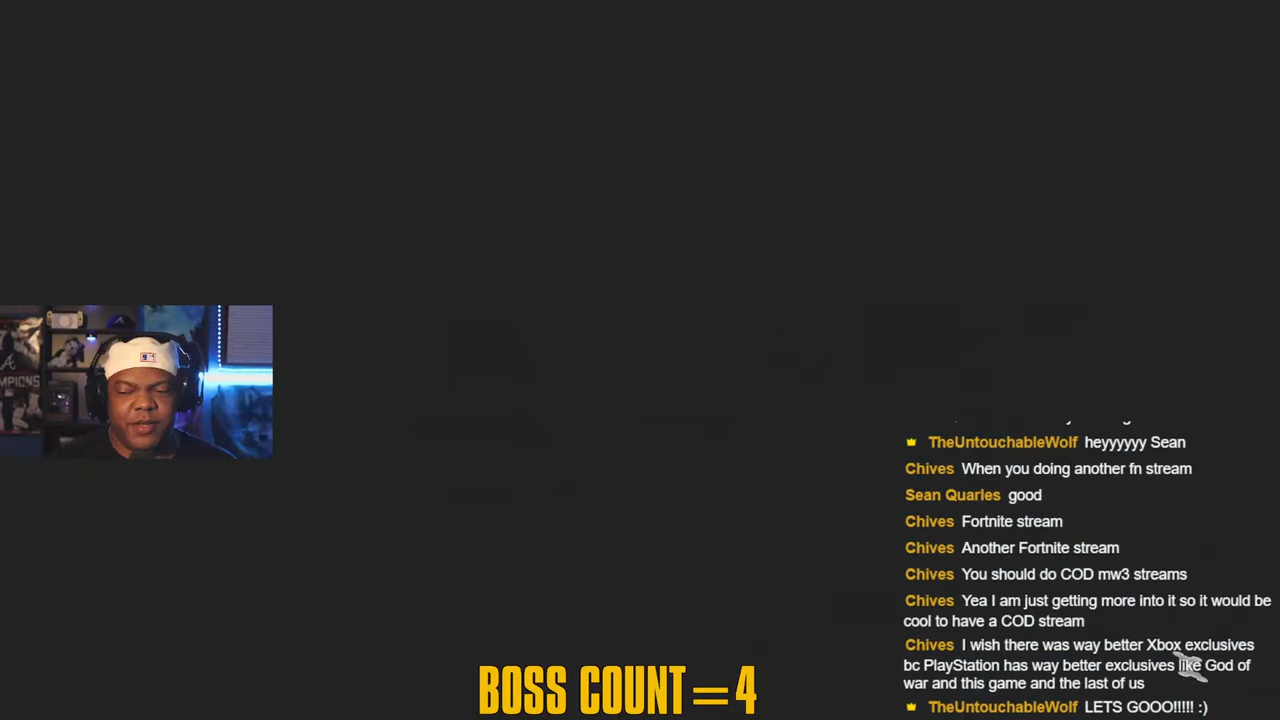 A
MPIONS
TheUntouchableWolf heyyyyyy Sean
Chives When you doing another fn stream
Sean Quarles good
Chives Fortnite stream
Chives Another Fortnite stream
Chives You should do COD mw3 streams
Chives Yea I am just getting more into it so it would be
cool to have a COD stream
Chives I wish there was way better Xbox exclusives
bc PlayStation has way better exclusives like God of
war and this game and the last of us
TheUntouchableWolf LETS GOOO!!!!! :)
BOSS COUNT=4